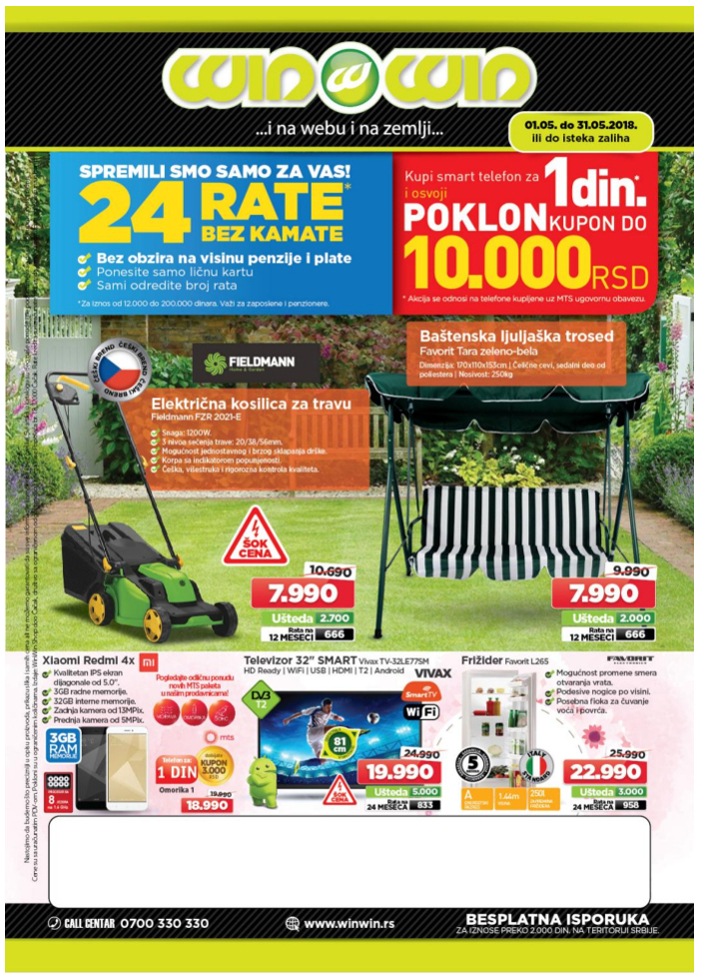 WIN WIN
...i na webu i na zemlji...
01.05. do 31.05.2018.
ili do isteka zaliha
SPREMILI SMO SAMO ZA VAS!
24 RATE*
BEZ KAMATE
Bez obzira na visinu penzije i plate
Ponesite samo ličnu kartu
Sami odredite broj rata
*Za iznos od 12.000 do 200.000 dinara. Važi za zaposlene i penzionere.
Kupi smart telefon za 1din.
i osvoji
POKLON KUPON DO
10.000 RSD
* Akcija se odnosi na telefone kupljene uz MTS ugovornu obavezu.
ČEŠKI BREND ČEŠKI BREND
FIELDMANN
Home & Garden
Električna kosilica za travu
Fieldmann FZR 2021-E
Snaga: 1200W.
3 nivoa sečenja trave: 20/38/56mm.
Mogućnost jednostavnog i brzog sklapanja drške.
Korpa sa indikatorom popunjenosti.
Češka, višestruka i rigorozna kontrola kvaliteta.
Baštenska ljuljaška trosed
Favorit Tara zeleno-bela
Dimenzija: 170x110x153cm | Čelične cevi, sedalni deo od
poliestera | Nosivost: 250kg
ŠOK
CENA
10.690
7.990
Ušteda 2.700
Rata na
12 MESECI 666
9.990
7.990
Ušteda 2.000
Rata na
12 MESECI 666
Xiaomi Redmi 4x
mi
Kvalitetan IPS ekran
dijagonale od 5.0".
3GB radne memorije.
32GB interne memorije.
Zadnja kamera od 13MPix.
Prednja kamera od 5MPix.
Pogledajte odličnu ponudu
novih MTS paketa
u našim prodavnicama!
mts
3GB
RAM
MEMORIJE
8
Telefon za:
1 DIN
KUPON
3.000
Omorika 1
19.990
18.990
Televizor 32" SMART Vivax TV-32LE77SM
HD Ready | WiFi | USB | HDMI | T2 | Android
VIVAX
DVB
T2
SmartTV
WiFi
81
cm
ŠOK
CENA
24.990
19.990
Ušteda 5.000
Rata na
24 MESECA 833
Frižider Favorit L265
FAVORIT
ELECTRONICS
Mogućnost promene smera
otvaranja vrata.
Podesive nogice po visini.
Posebna fioka za čuvanje
voća i povrća.
5
ITALY
STANDARD
A
1.44m
250l
25.990
22.990
Ušteda 3.000
Rata na
24 MESECA 958
CALL CENTAR 0700 330 330
www.winwin.rs
BESPLATNA ISPORUKA
ZA IZNOSE PREKO 2.000 DIN. NA TERITORIJI SRBIJE.